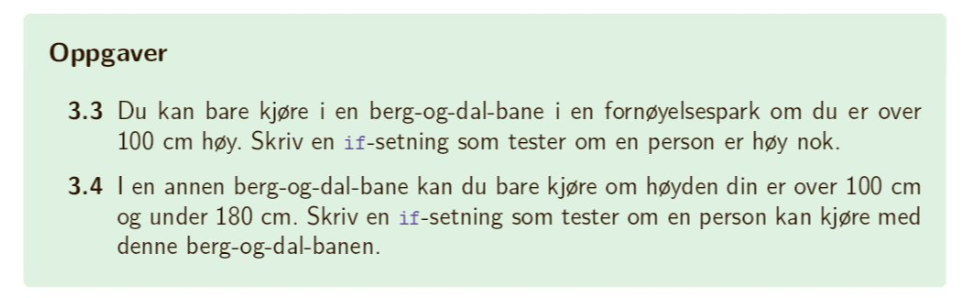 Oppgaver
3.3 Du kan bare kjøre i en berg-og-dal-bane i en fornøyelsespark om du er over
100 cm høy. Skriv en if-setning som tester om en person er høy nok.
3.4 I en annen berg-og-dal-bane kan du bare kjøre om høyden din er over 100 cm
og under 180 cm. Skriv en if-setning som tester om en person kan kjøre med
denne berg-og-dal-banen.